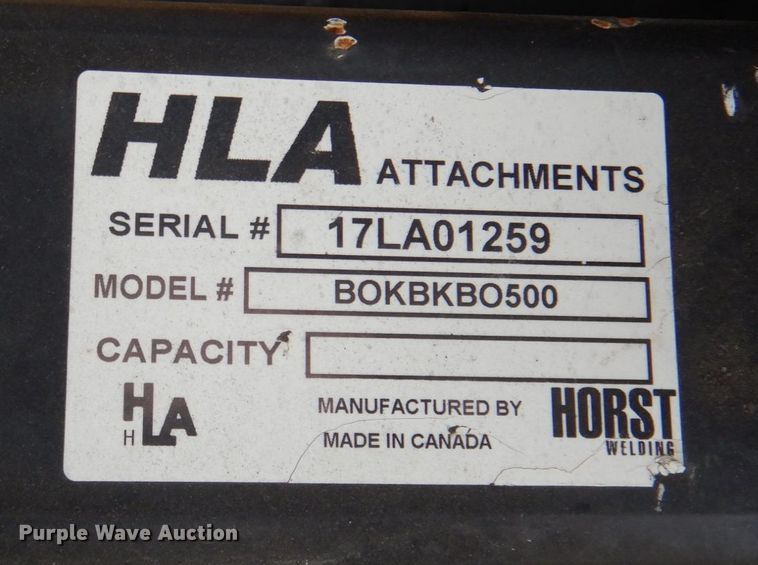 HLA ATTACHMENTS
SERIAL # 17LA01259
MODEL # BOKBKBO500
CAPACITY
HLA
H
MANUFACTURED BY
MADE IN CANADA
HORST
WELDING
Purple Wave Auction